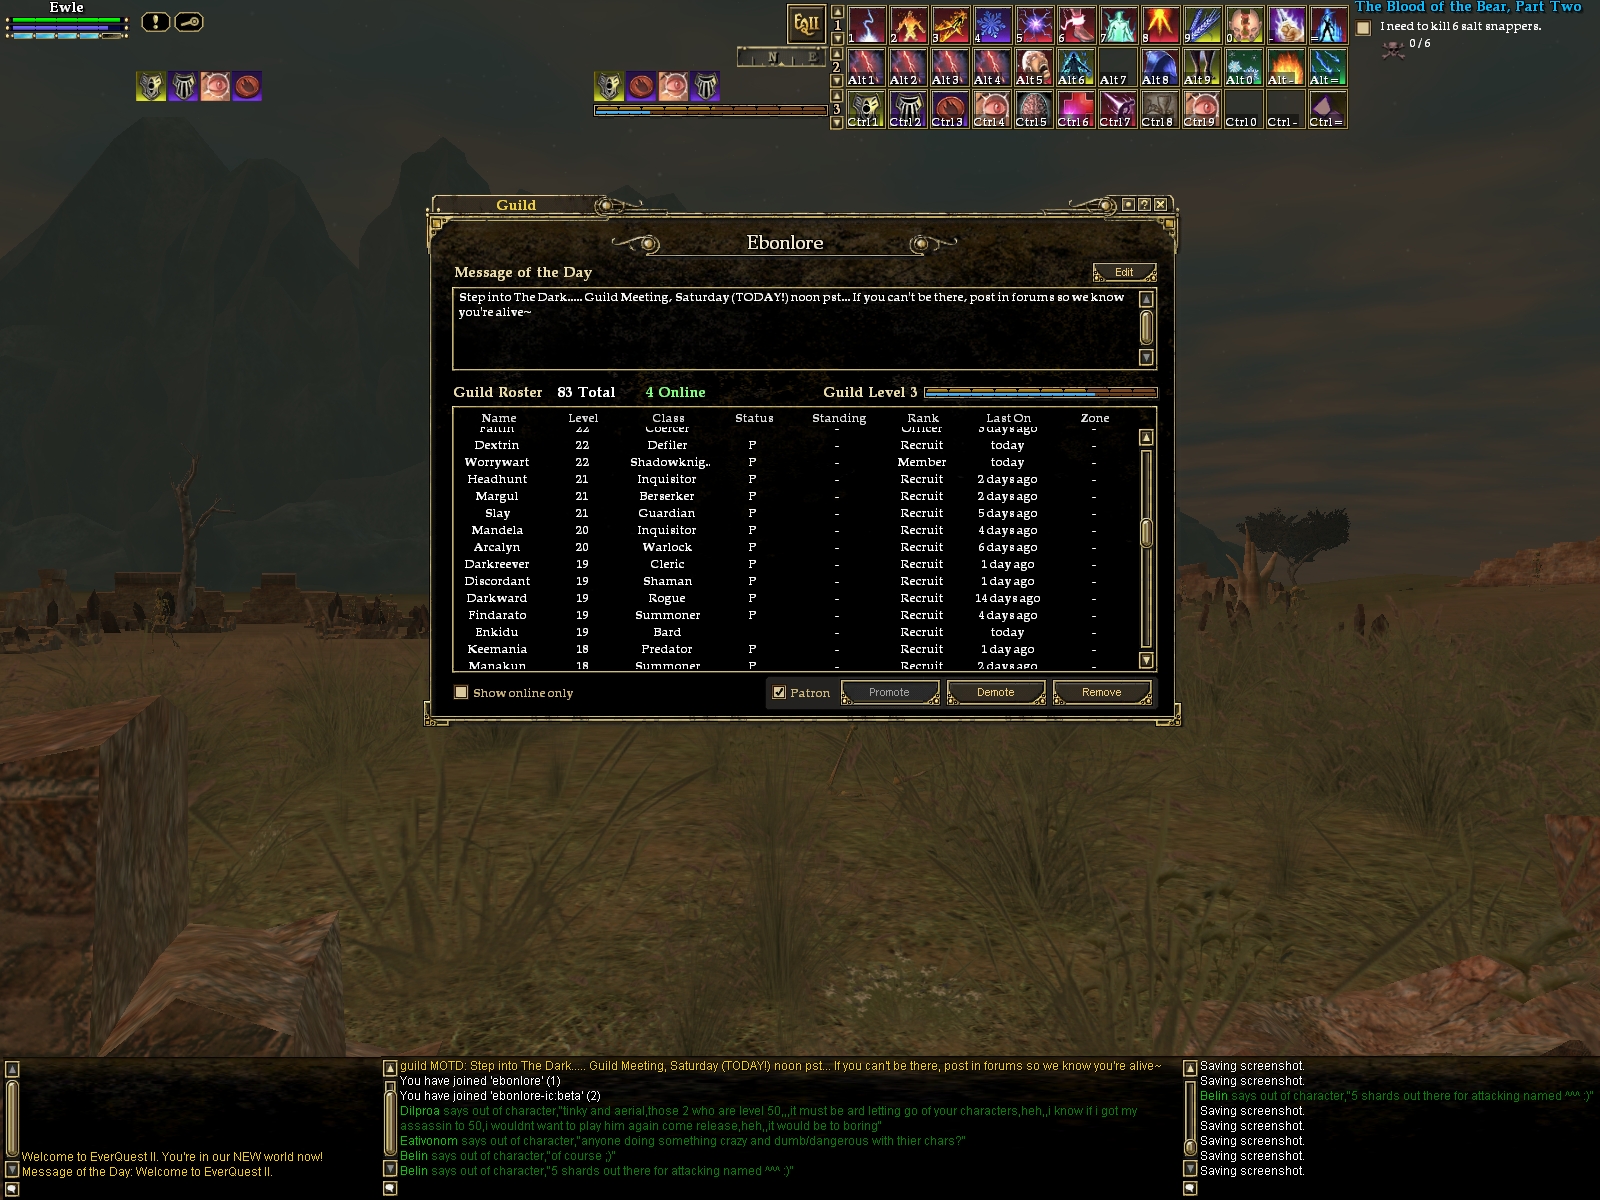 Ewle
EQII
N E
1 2 3 4 5 6 7 8 9 0 - =
Alt1 Alt2 Alt3 Alt4 Alt5 Alt6 Alt7 Alt8 Alt9 Alt0 Alt- Alt=
Ctrl1 Ctrl2 Ctrl3 Ctrl4 Ctrl5 Ctrl6 Ctrl7 Ctrl8 Ctrl9 Ctrl0 Ctrl- Ctrl=
1
2
3
The Blood of the Bear, Part Two
I need to kill 6 salt snappers.
0/6
Guild
Ebonlore
Message of the Day
Edit
Step into The Dark..... Guild Meeting, Saturday (TODAY!) noon pst... If you can't be there, post in forums so we know
you're alive~
Guild Roster 83 Total 4 Online Guild Level 3
Name Level Class Status Standing Rank Last On Zone
22 Coercer - Officer 3 days ago -
Dextrin 22 Defiler P - Recruit today -
Worrywart 22 Shadowknig.. P - Member today -
Headhunt 21 Inquisitor P - Recruit 2 days ago -
Margul 21 Berserker P - Recruit 2 days ago -
Slay 21 Guardian P - Recruit 5 days ago -
Mandela 20 Inquisitor P - Recruit 4 days ago -
Arcalyn 20 Warlock P - Recruit 6 days ago -
Darkreever 19 Cleric P - Recruit 1 day ago -
Discordant 19 Shaman P - Recruit 1 day ago -
Darkward 19 Rogue P - Recruit 14 days ago -
Findarato 19 Summoner P - Recruit 4 days ago -
Enkidu 19 Bard - Recruit today -
Keemania 18 Predator P - Recruit 1 day ago -
Manakun 18 Summoner P - Recruit 2 days ago -
Show online only
Patron Promote Demote Remove
Welcome to EverQuest II. You're in our NEW world now!
Message of the Day: Welcome to EverQuest II.
guild MOTD: Step into The Dark..... Guild Meeting, Saturday (TODAY!) noon pst... If you can't be there, post in forums so we know you're alive~
You have joined 'ebonlore' (1)
You have joined 'ebonlore-ic:beta' (2)
Dilproa says out of character,"tinky and aerial,those 2 who are level 50,,,it must be ard letting go of your characters,heh,,i know if i got my
assassin to 50,i wouldnt want to play him again come release,heh,,it would be to boring"
Eativonom says out of character,"anyone doing something crazy and dumb/dangerous with thier chars?"
Belin says out of character,"of course ;)"
Belin says out of character,"5 shards out there for attacking named ^^^ :)"
Saving screenshot.
Saving screenshot.
Belin says out of character,"5 shards out there for attacking named ^^^ :)"
Saving screenshot.
Saving screenshot.
Saving screenshot.
Saving screenshot.
Saving screenshot.